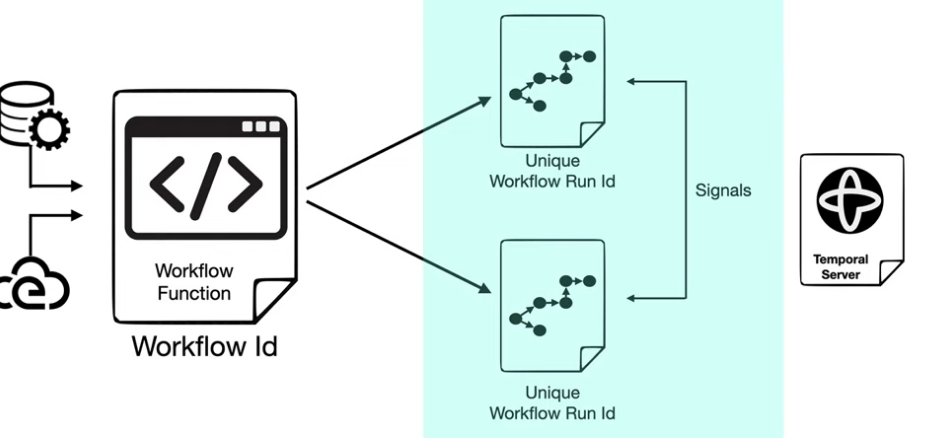 Unique
Workflow Run Id
Signals
Workflow
Function
Workflow Id
Temporal
Server
Unique
Workflow Run Id